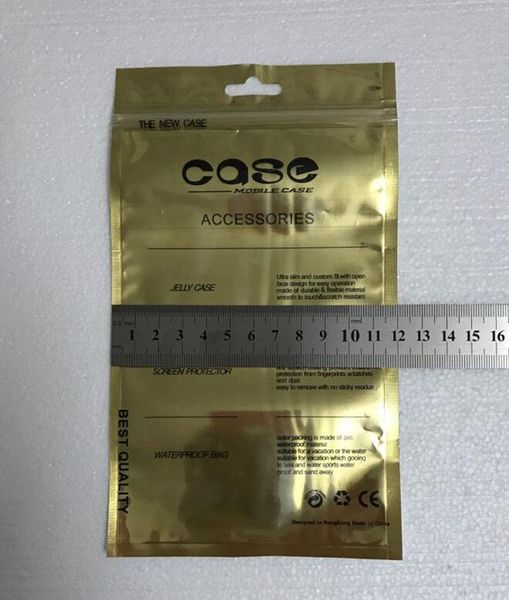 THE NEW CASE
case
MOBILE CASE
ACCESSORIES
JELLY CASE
Ultra slim and custom fit with open
face design for easy operation
made of durable & flexible material
smooth to touch&scratch resistant
0.5 mm
mm
1 2 3 4 5 6 7 8 9 10 11 12 13 14 15 16
SCREEN PROTECTOR
protection from fingerprints sctatches
and dust
easy to remove with no sticky residue
BEST QUALITY
WATERPROOF BAG
outer packing is made of pvc
waterproof material
suitable for a vacation or the water
suitable for vacation which gooing
to sea and water sports water
proof and sand away
CE
Designed in HongKong Made in China